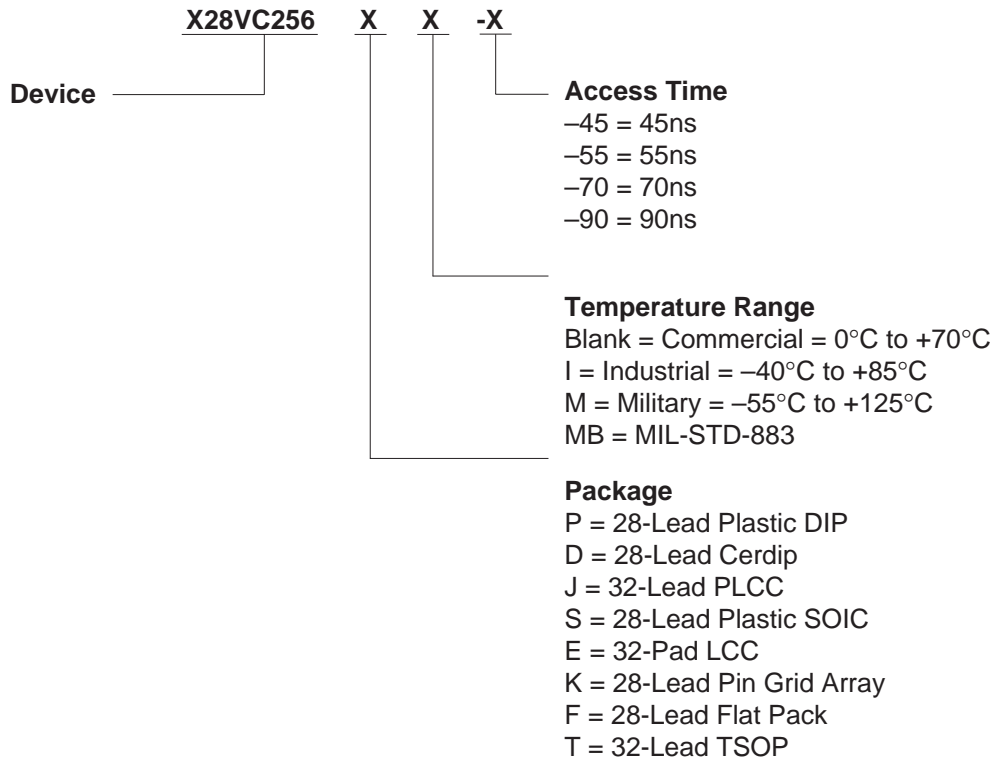 X28VC256 X X -X
Device
Access Time
–45 = 45ns
–55 = 55ns
–70 = 70ns
–90 = 90ns
Temperature Range
Blank = Commercial = 0°C to +70°C
I = Industrial = –40°C to +85°C
M = Military = –55°C to +125°C
MB = MIL-STD-883
Package
P = 28-Lead Plastic DIP
D = 28-Lead Cerdip
J = 32-Lead PLCC
S = 28-Lead Plastic SOIC
E = 32-Pad LCC
K = 28-Lead Pin Grid Array
F = 28-Lead Flat Pack
T = 32-Lead TSOP